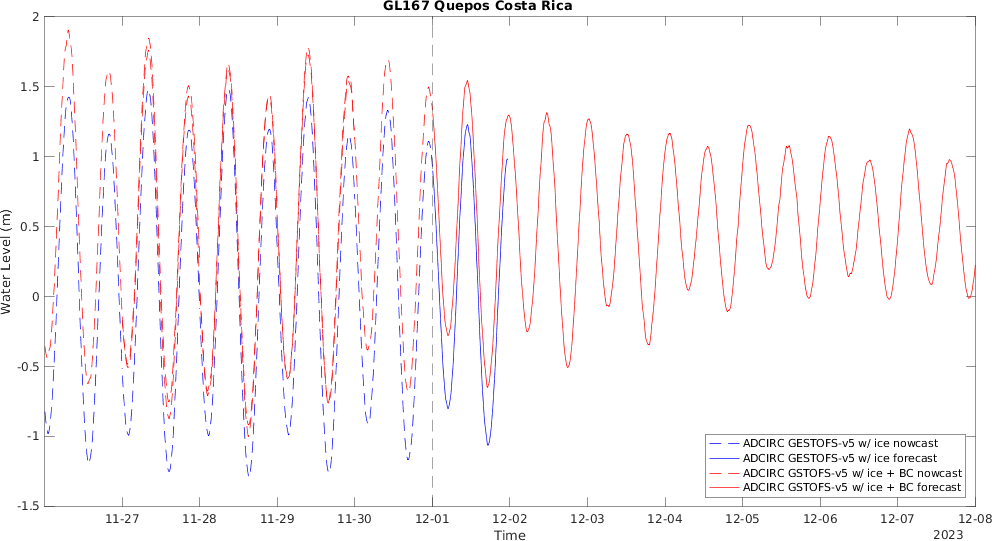 GL167 Quepos Costa Rica
Water Level (m)
2
1.5
1
0.5
0
-0.5
-1
-1.5
11-27 11-28 11-29 11-30 12-01 12-02 12-03 12-04 12-05 12-06 12-07 12-08
Time
2023
ADCIRC GESTOFS-v5 w/ ice nowcast
ADCIRC GESTOFS-v5 w/ ice forecast
ADCIRC GSTOFS-v5 w/ ice + BC nowcast
ADCIRC GSTOFS-v5 w/ ice + BC forecast